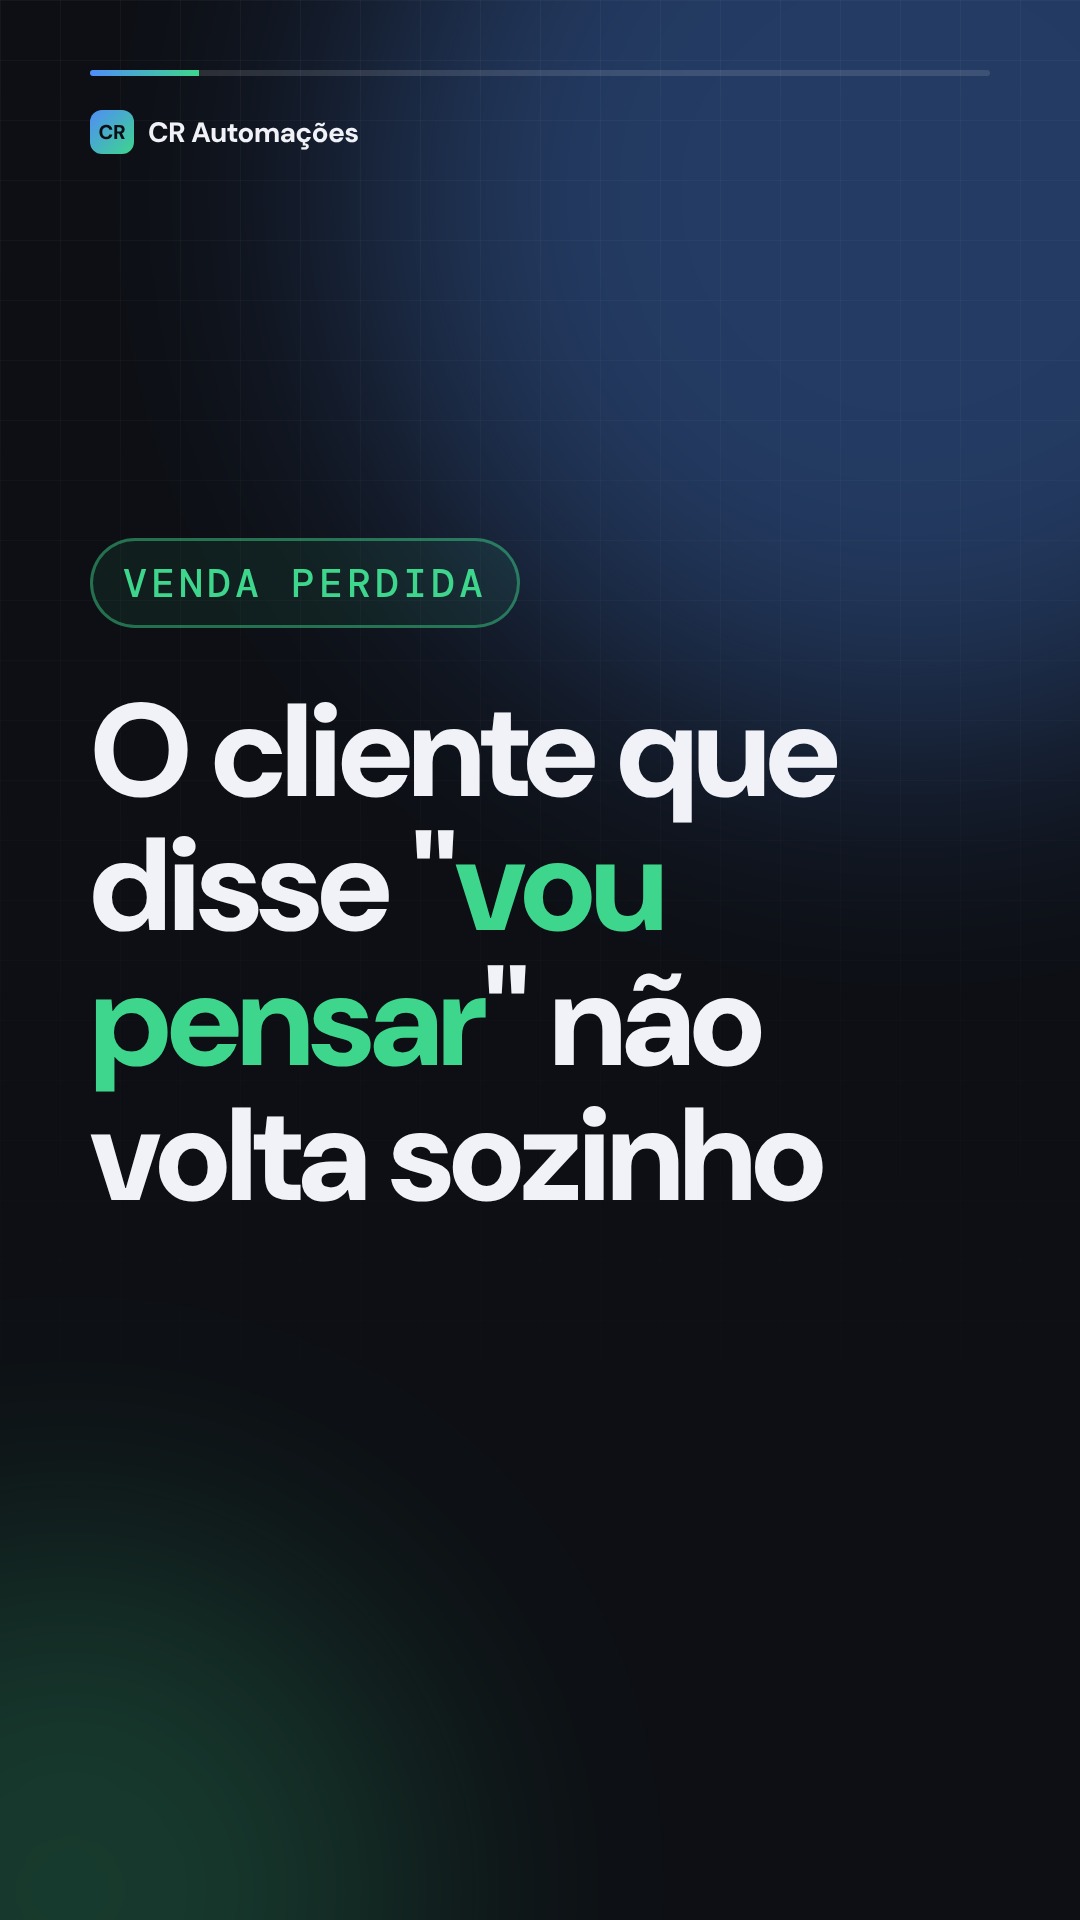 CR CR Automações
VENDA PERDIDA
O cliente que
disse "vou
pensar" não
volta sozinho